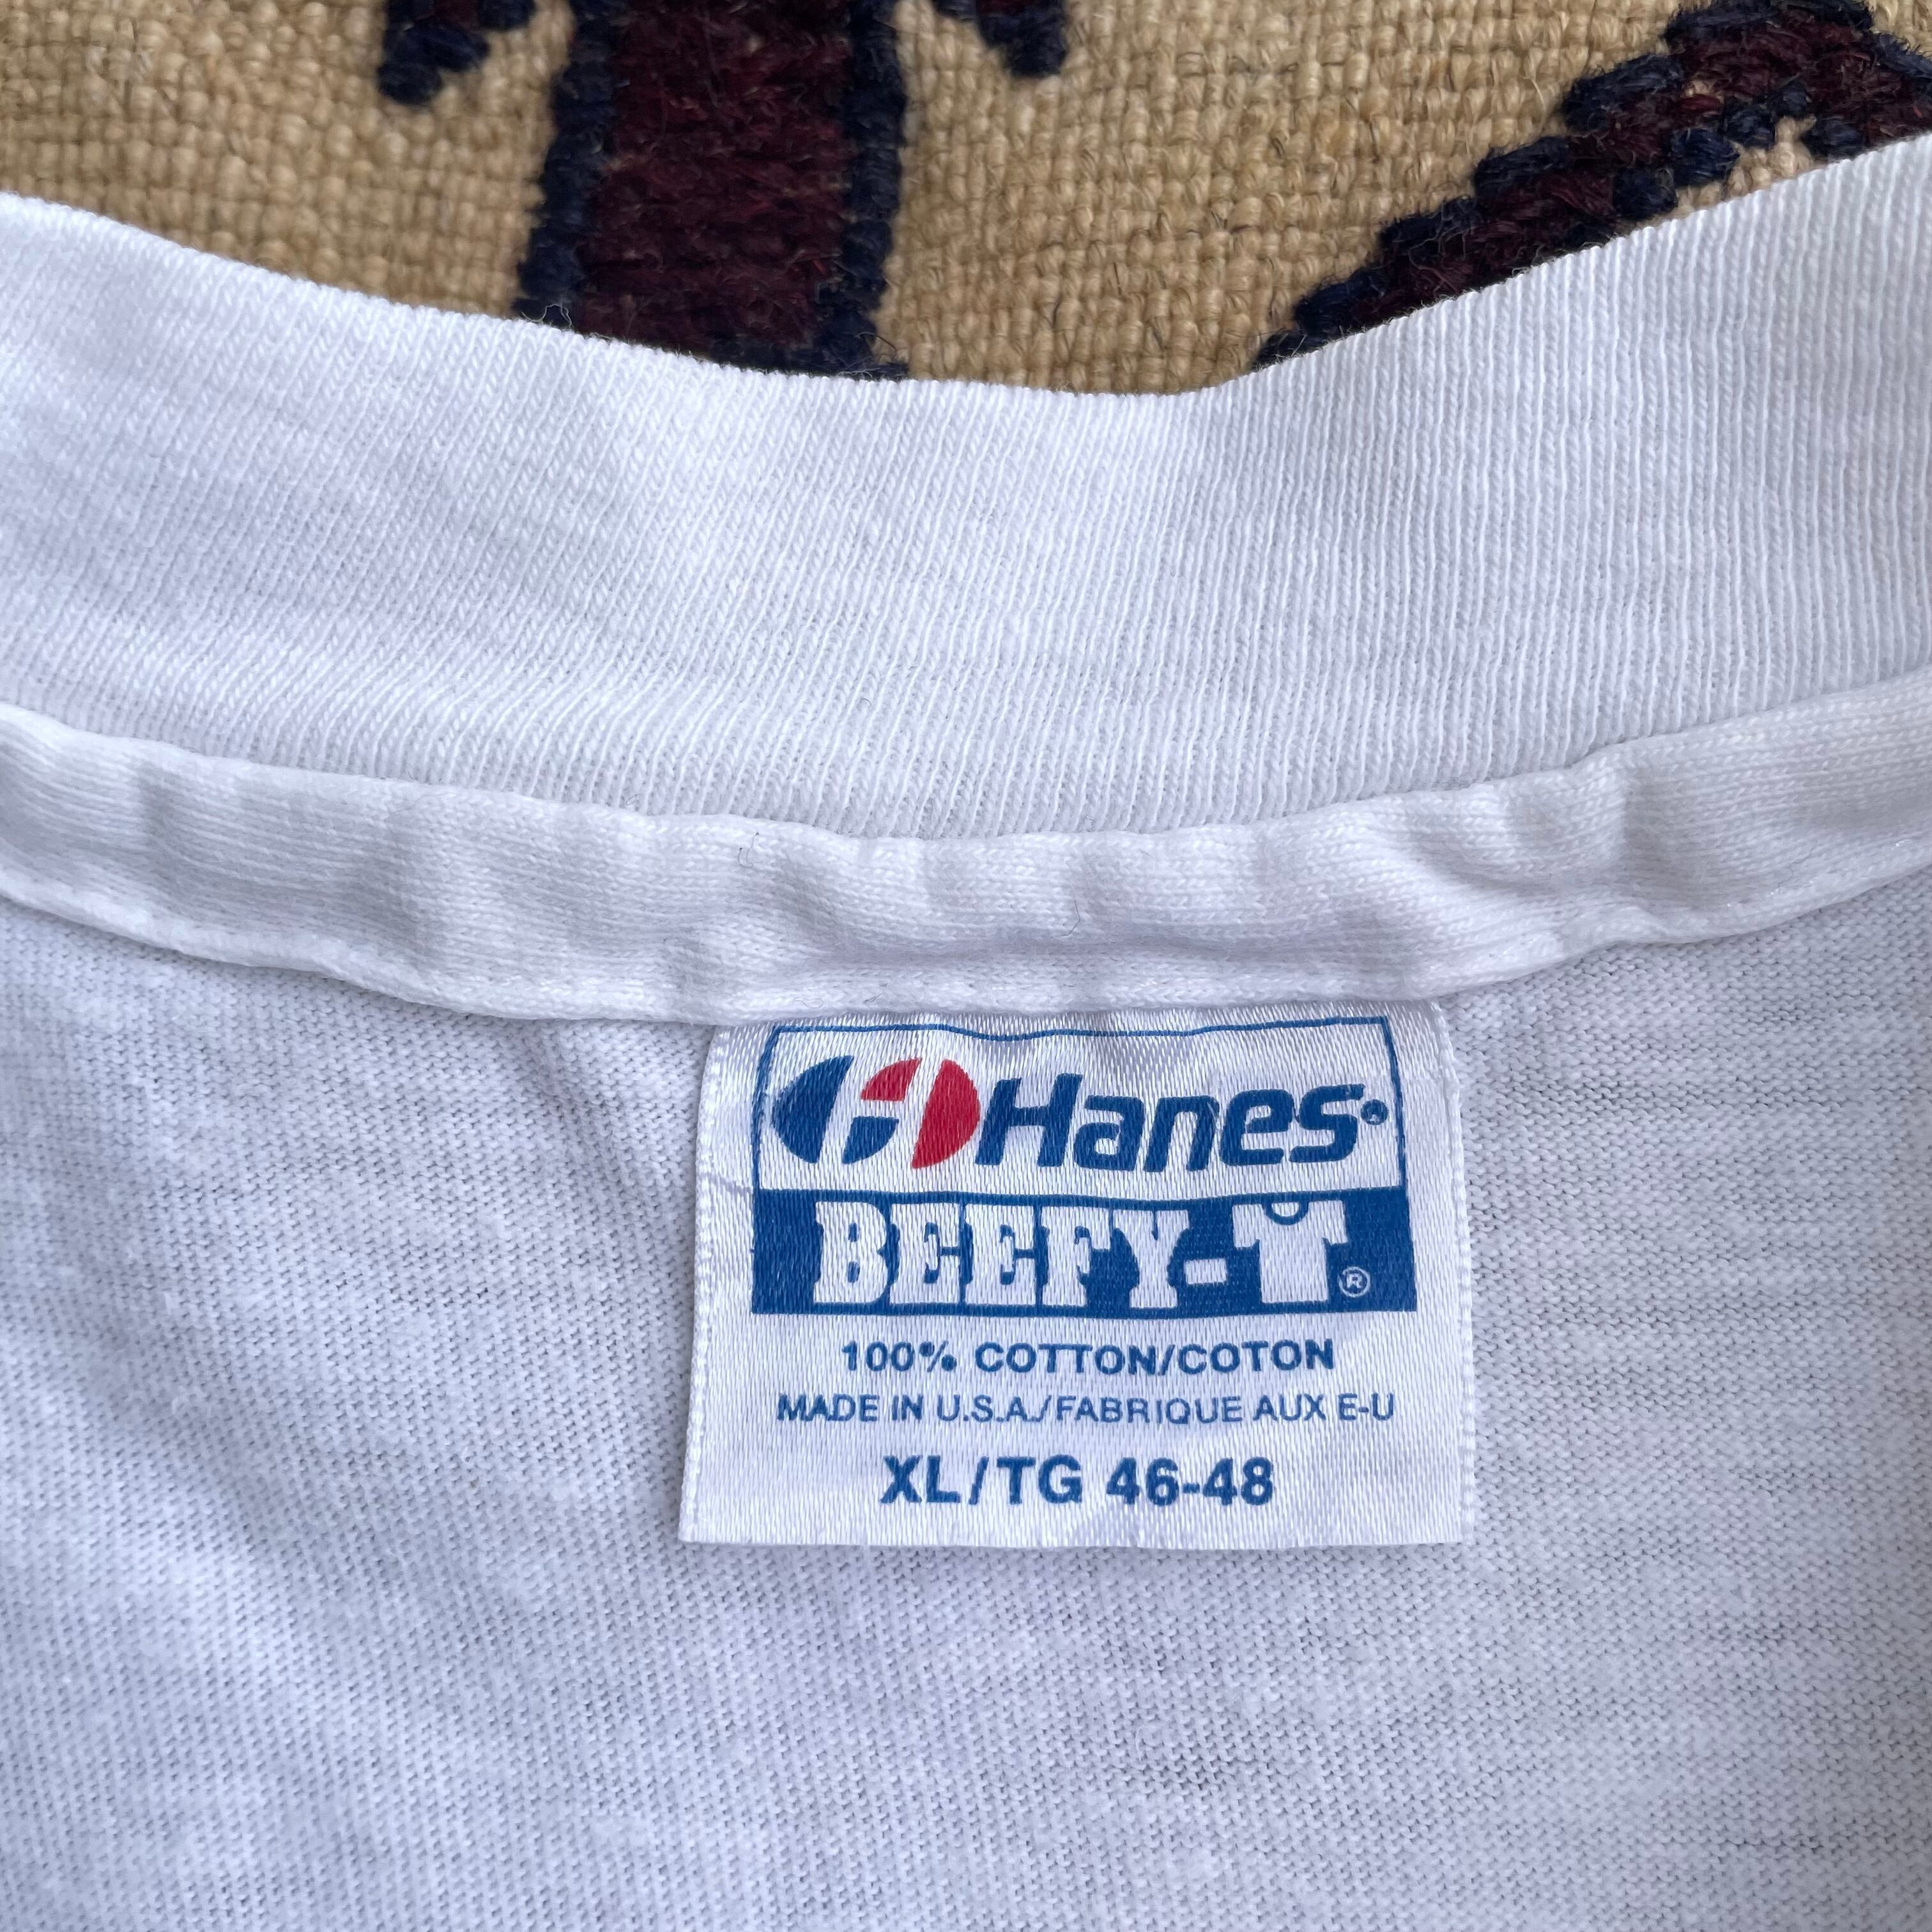 Hanes
BEEFY-T®
100% COTTON/COTON
MADE IN U.S.A./FABRIQUE AUX E-U
XL/TG 46-48